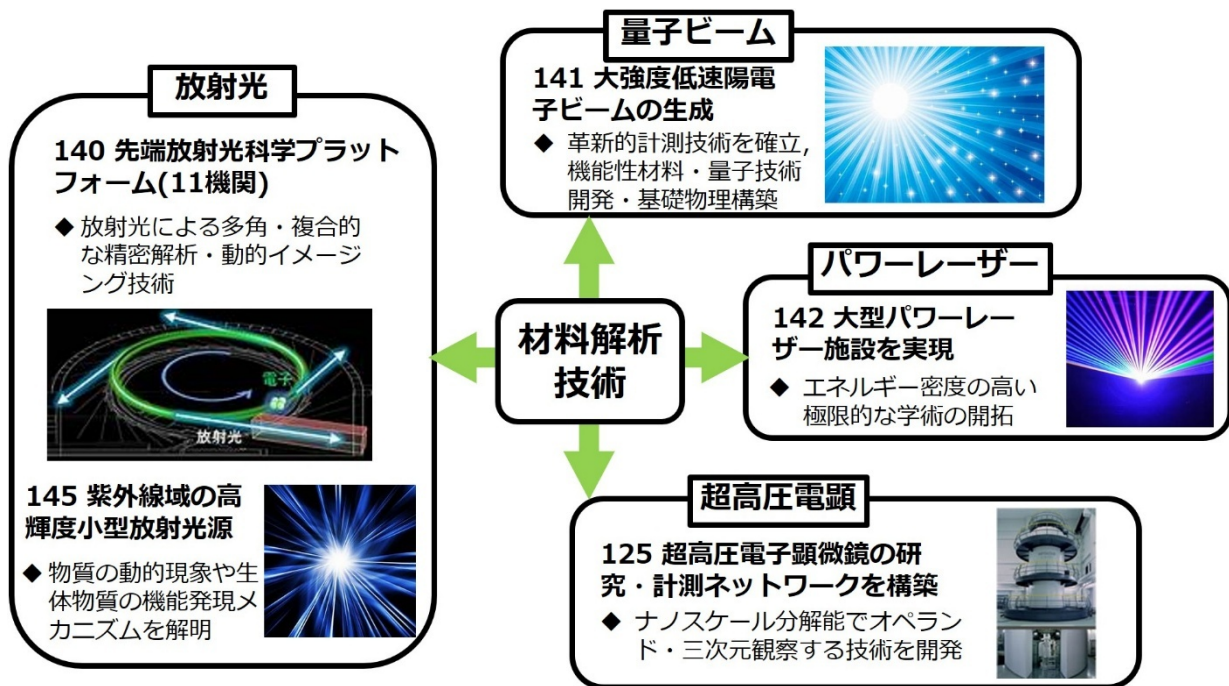 放射光
140 先端放射光科学プラット
フォーム(11機関)
◆ 放射光による多角・複合的
な精密解析・動的イメージ
ング技術
電子
放射光
145 紫外線域の高
輝度小型放射光源
◆ 物質の動的現象や生
体物質の機能発現メ
カニズムを解明
材料解析
技術
量子ビーム
141 大強度低速陽電
子ビームの生成
◆ 革新的計測技術を確立,
機能性材料・量子技術
開発・基礎物理構築
パワーレーザー
142 大型パワーレー
ザー施設を実現
◆ エネルギー密度の高い
極限的な学術の開拓
超高圧電顕
125 超高圧電子顕微鏡の研
究・計測ネットワークを構築
◆ ナノスケール分解能でオペラン
ド・三次元観察する技術を開発